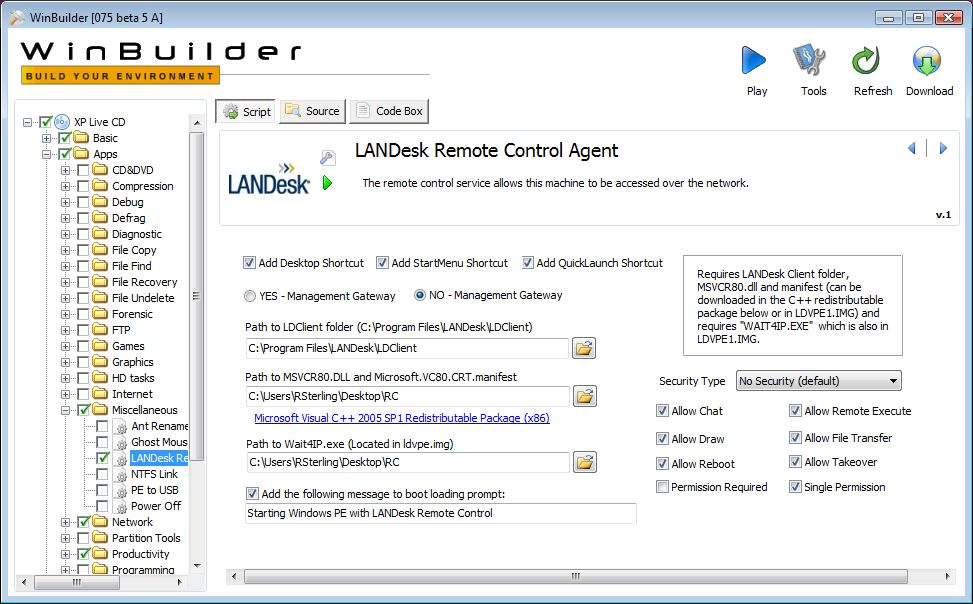 WinBuilder [075 beta 5 A]
WinBuilder
BUILD YOUR ENVIRONMENT
Play
Tools
Refresh
Download
XP Live CD
Basic
Apps
CD&DVD
Compression
Debug
Defrag
Diagnostic
File Copy
File Find
File Recovery
File Undelete
Forensic
FTP
Games
Graphics
HD tasks
Internet
Miscellaneous
Ant Rename
Ghost Mous
LANDesk Re
NTFS Link
PE to USB
Power Off
Network
Partition Tools
Productivity
Programming
Script
Source
Code Box
LANDesk
LANDesk Remote Control Agent
The remote control service allows this machine to be accessed over the network.
v.1
Add Desktop Shortcut
Add StartMenu Shortcut
Add QuickLaunch Shortcut
YES - Management Gateway
NO - Management Gateway
Path to LDClient folder (C:\Program Files\LANDesk\LDClient)
C:\Program Files\LANDesk\LDClient
Path to MSVCR80.DLL and Microsoft.VC80.CRT.manifest
C:\Users\RSterling\Desktop\RC
Microsoft Visual C++ 2005 SP1 Redistributable Package (x86)
Path to Wait4IP.exe (Located in ldvpe.img)
C:\Users\RSterling\Desktop\RC
Add the following message to boot loading prompt:
Starting Windows PE with LANDesk Remote Control
Requires LANDesk Client folder,
MSVCR80.dll and manifest (can be
downloaded in the C++ redistributable
package below or in LDVPE1.IMG) and
requires "WAIT4IP.EXE" which is also in
LDVPE1.IMG.
Security Type
No Security (default)
Allow Chat
Allow Remote Execute
Allow Draw
Allow File Transfer
Allow Reboot
Allow Takeover
Permission Required
Single Permission